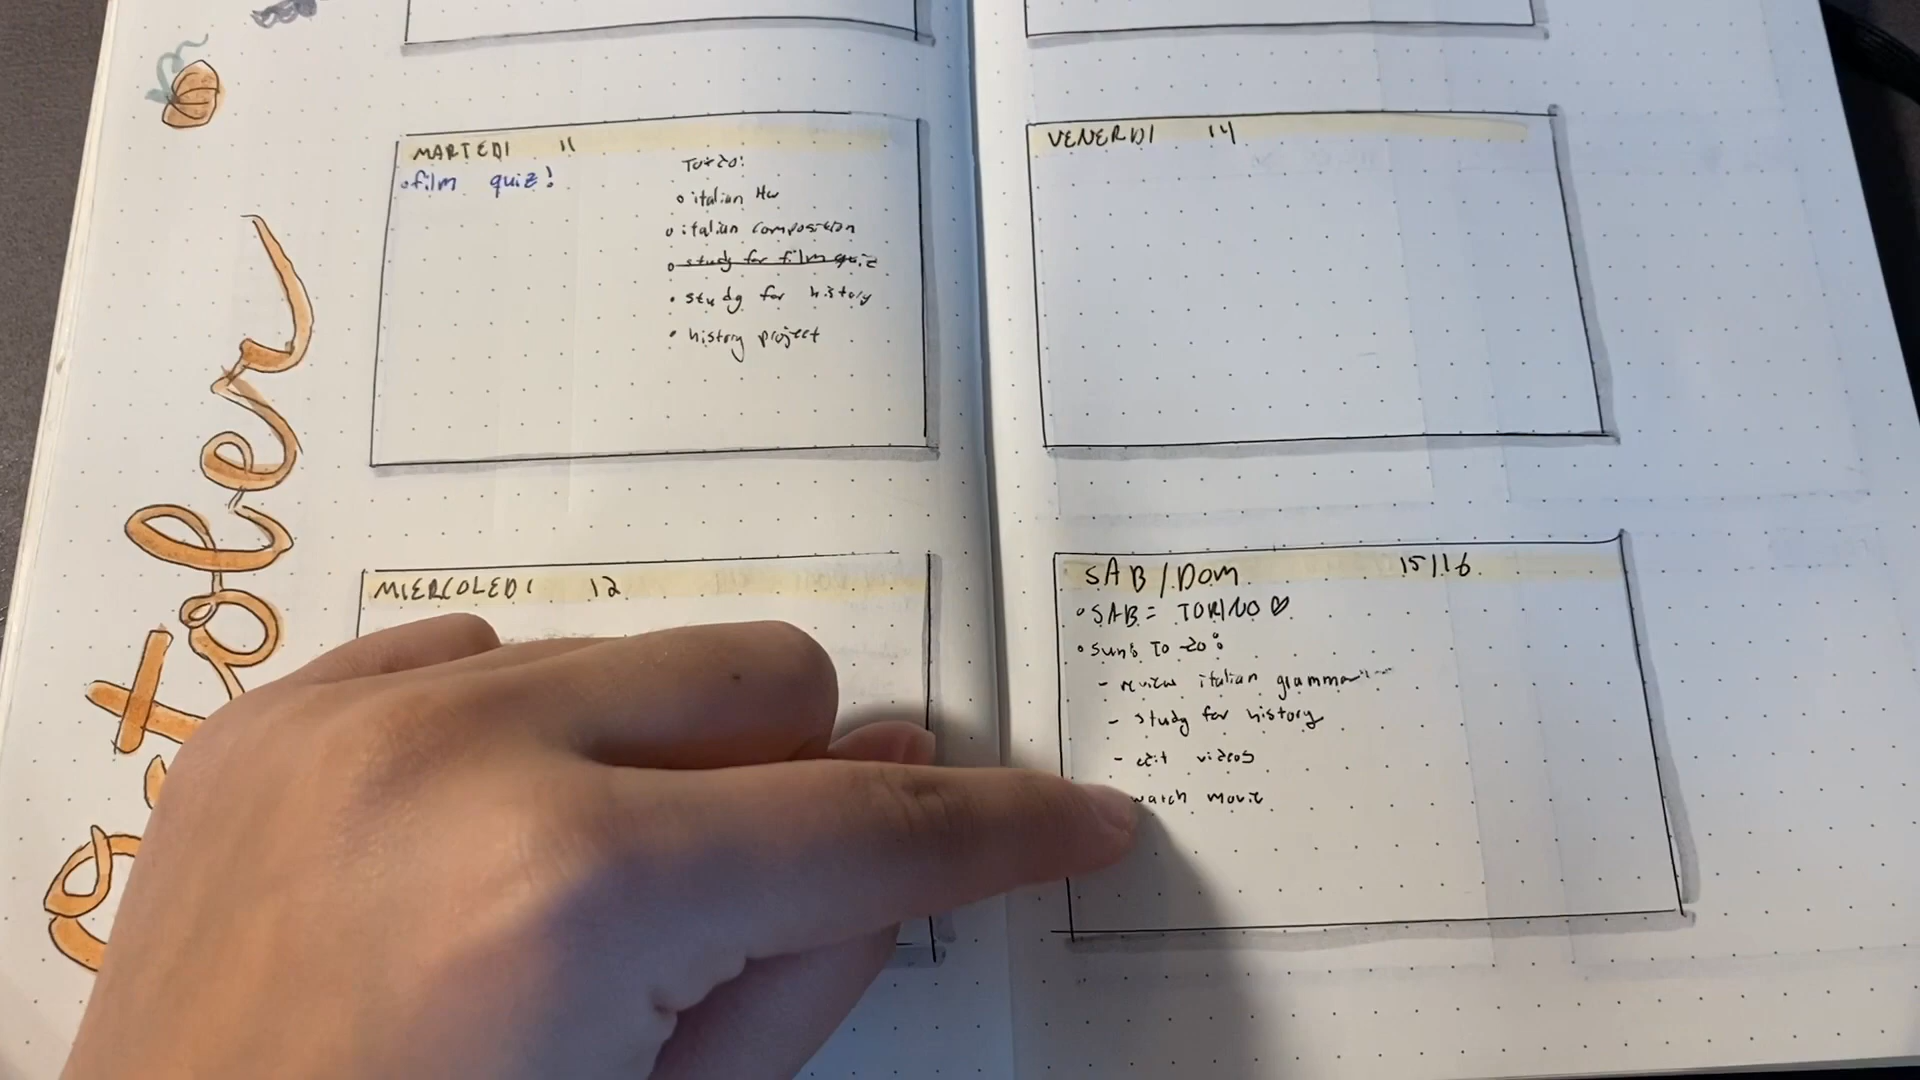 october
MARTEDI 11
•film quiz!
To do:
o italian Hw
o italian composition
o study for film quiz
• study for history
• history project
MIERCOLEDI 12
VENERDI 14
SAB/DOM 15/16
• SAB = TORINO ♡
• sun: To do:
- review italian grammar
- study for history
- edit videos
watch movie